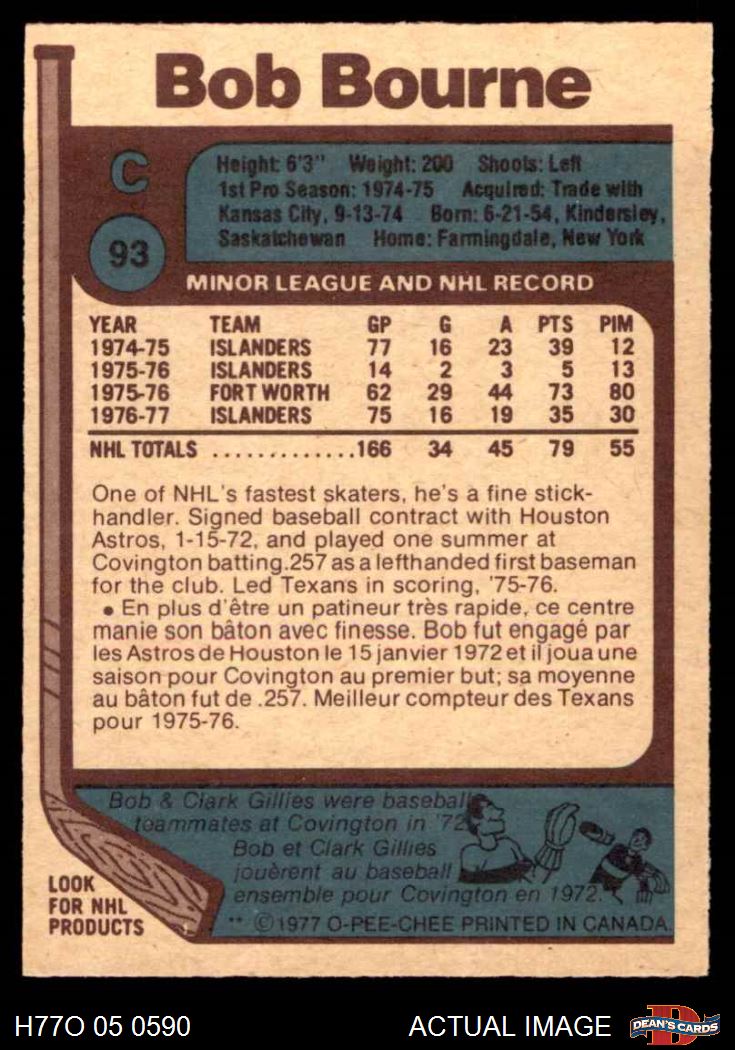 Bob Bourne
C
93
Height: 6'3" Weight: 200 Shoots: Left
1st Pro Season: 1974-75 Acquired: Trade with
Kansas City, 9-13-74 Born: 6-21-54, Kindersley,
Saskatchewan Home: Farmingdale, New York
MINOR LEAGUE AND NHL RECORD
YEAR TEAM GP G A PTS PIM
1974-75 ISLANDERS 77 16 23 39 12
1975-76 ISLANDERS 14 2 3 5 13
1975-76 FORT WORTH 62 29 44 73 80
1976-77 ISLANDERS 75 16 19 35 30
NHL TOTALS ............. 166 34 45 79 55
One of NHL's fastest skaters, he's a fine stick-
handler. Signed baseball contract with Houston
Astros, 1-15-72, and played one summer at
Covington batting .257 as a lefthanded first baseman
for the club. Led Texans in scoring, '75-76.
• En plus d'être un patineur très rapide, ce centre
manie son bâton avec finesse. Bob fut engagé par
les Astros de Houston le 15 janvier 1972 et il joua une
saison pour Covington au premier but; sa moyenne
au bâton fut de .257. Meilleur compteur des Texans
pour 1975-76.
Bob & Clark Gillies were baseball
teammates at Covington in '72
Bob et Clark Gillies
jouèrent au baseball
ensemble pour Covington en 1972.
LOOK
FOR NHL
PRODUCTS
** ©1977 O-PEE-CHEE PRINTED IN CANADA.
H77O 05 0590 ACTUAL IMAGE
D
DEAN'S CARDS